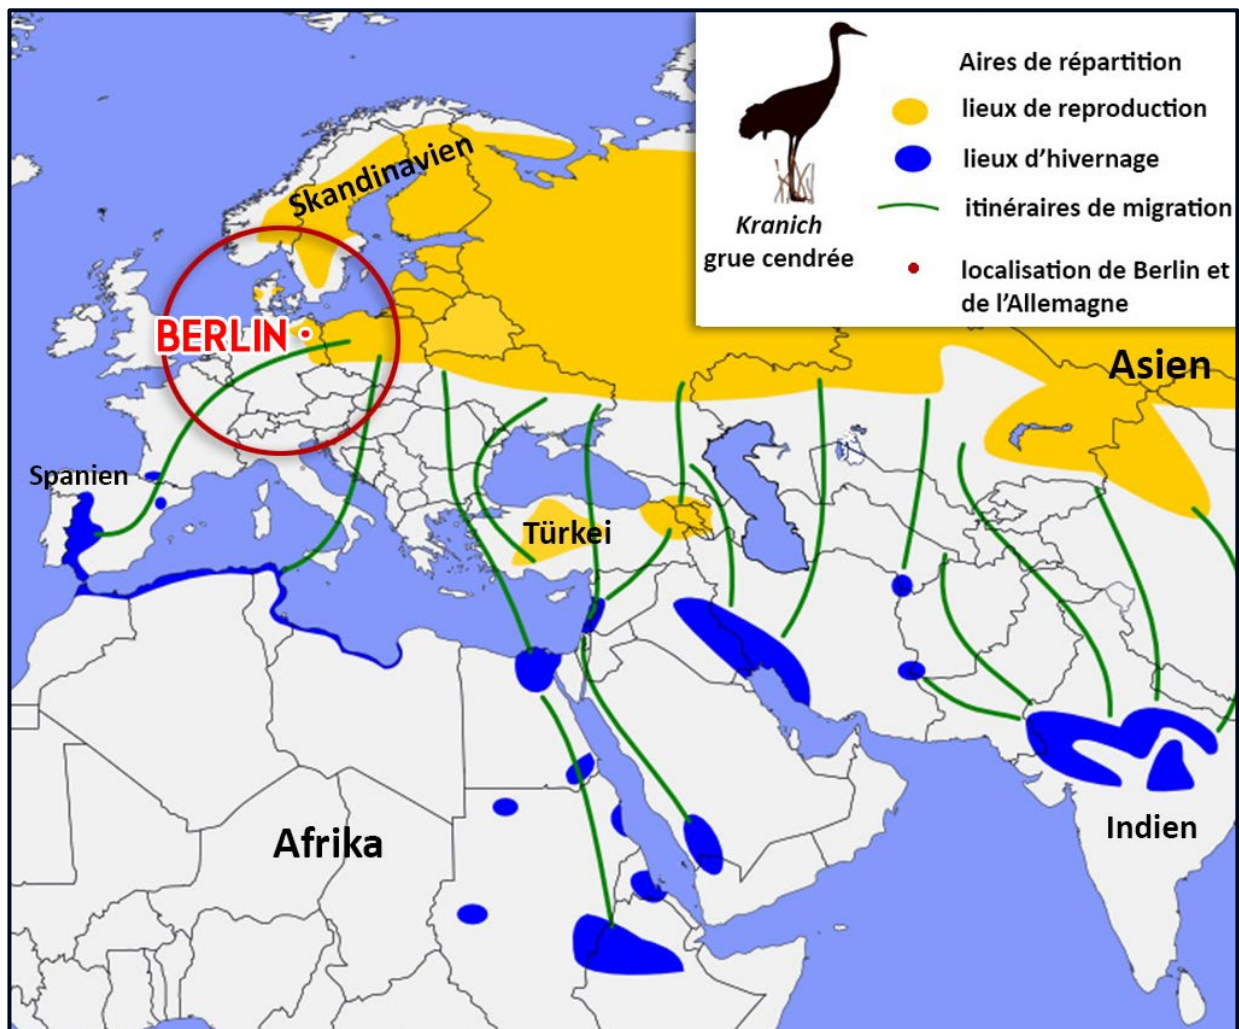 Aires de répartition
lieux de reproduction
lieux d'hivernage
itinéraires de migration
Kranich
grue cendrée
localisation de Berlin et
de l'Allemagne
Skandinavien
BERLIN
Asien
Spanien
Türkei
Afrika
Indien